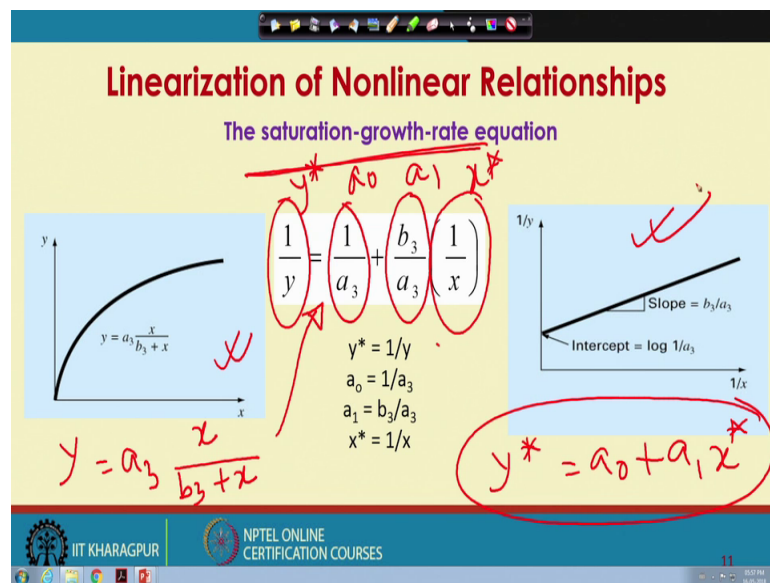 Linearization of Nonlinear Relationships
The saturation-growth-rate equation
y* a0 a1 x*
1/y = 1/a₃ + b₃/a₃ (1/x)
y
y = a₃ x/(b₃ + x)
x
y* = 1/y
aₒ = 1/a₃
a₁ = b₃/a₃
x* = 1/x
1/y
Slope = b₃/a₃
Intercept = log 1/a₃
1/x
y = a₃ x/(b₃ + x)
y* = a₀ + a₁ x*
IIT KHARAGPUR
NPTEL ONLINE
CERTIFICATION COURSES
11